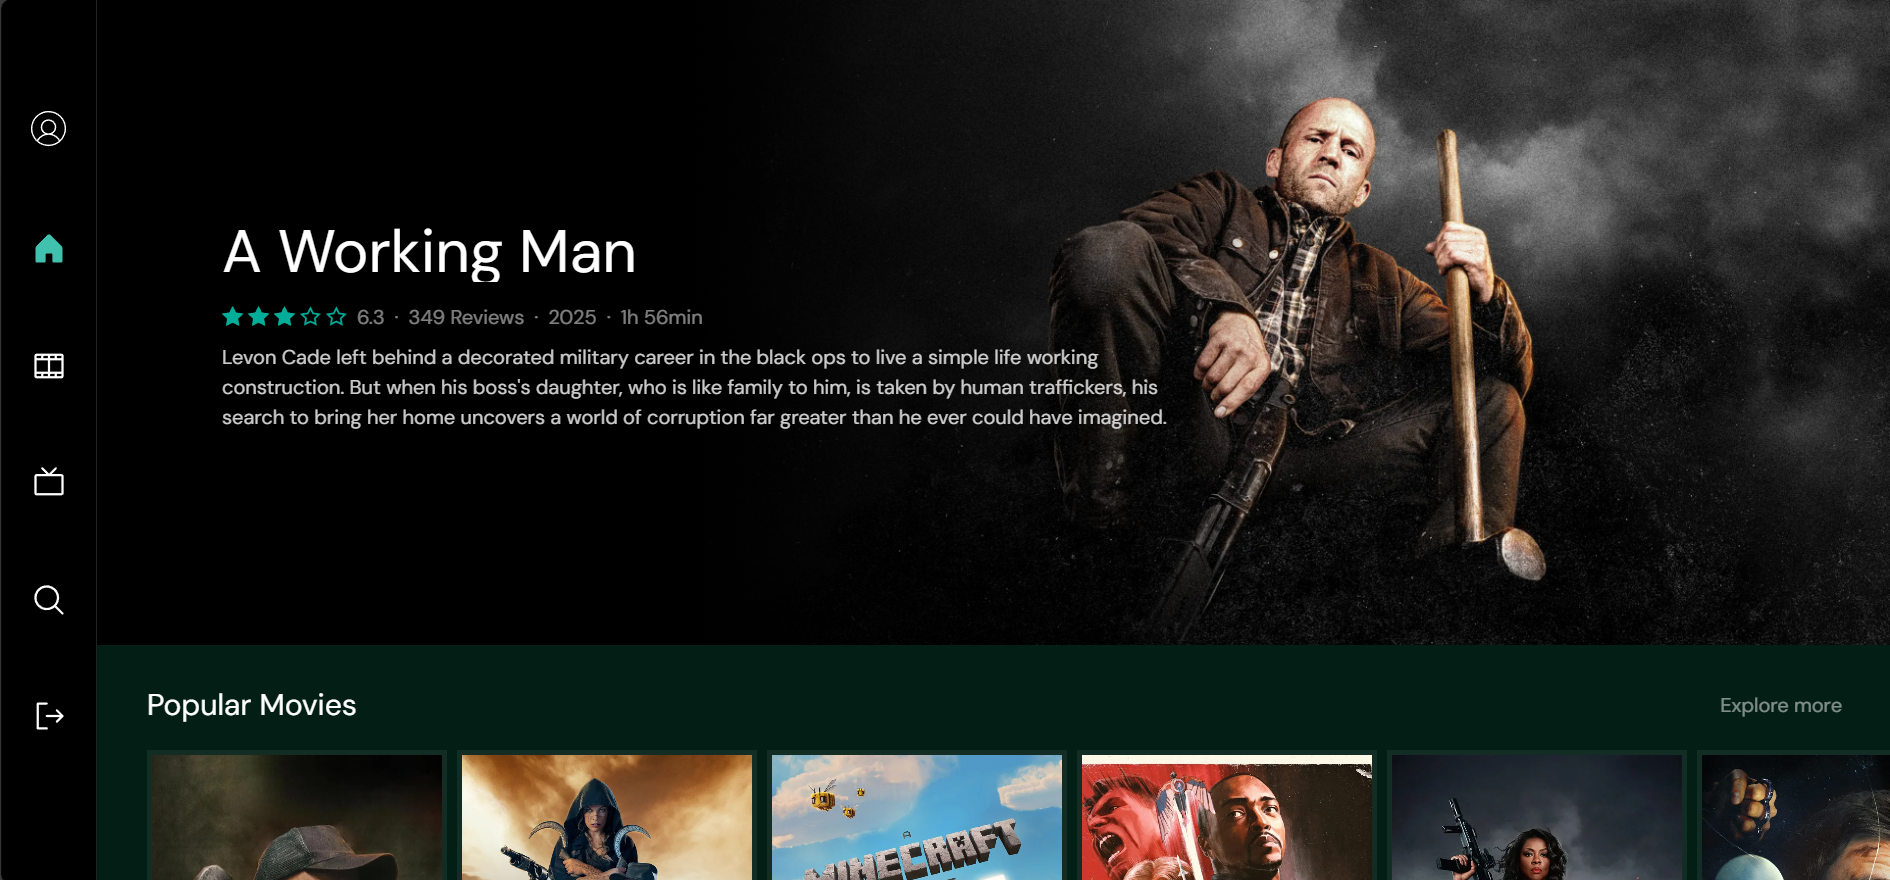 A Working Man
6.3 · 349 Reviews · 2025 · 1h 56min
Levon Cade left behind a decorated military career in the black ops to live a simple life working
construction. But when his boss's daughter, who is like family to him, is taken by human traffickers, his
search to bring her home uncovers a world of corruption far greater than he ever could have imagined.
Popular Movies
Explore more
MINECRAFT